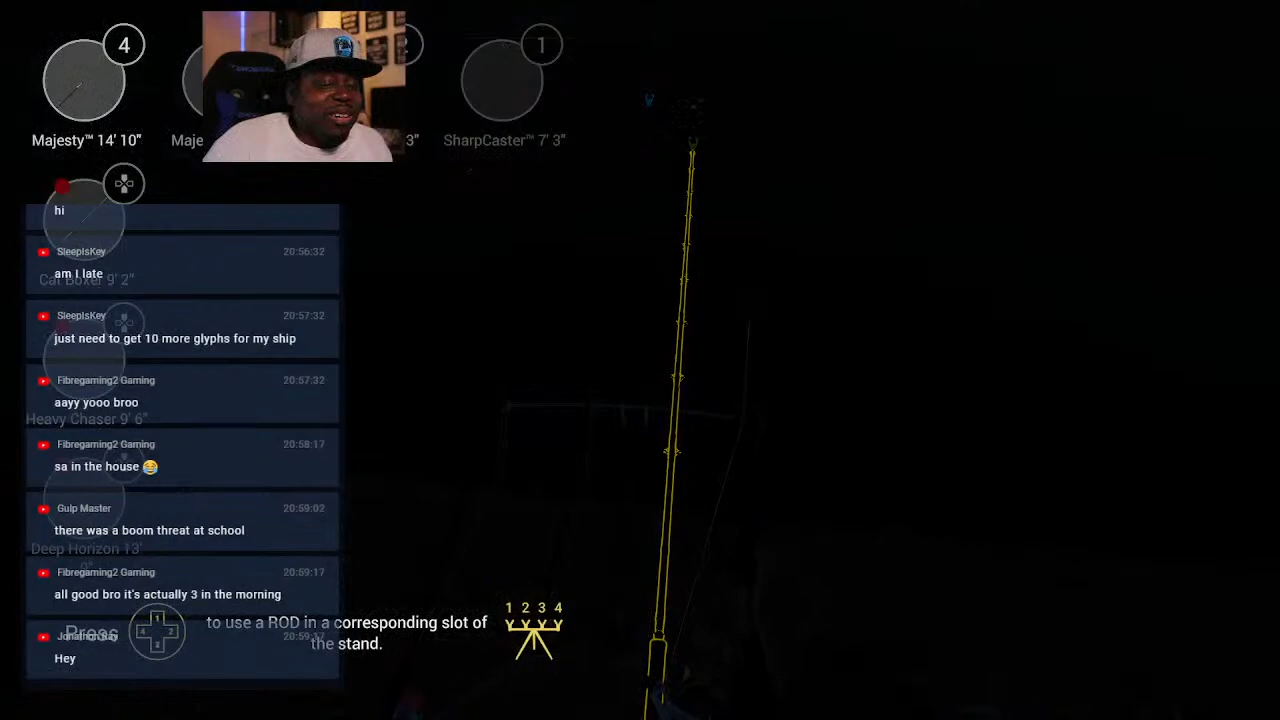 4
1
Majesty™ 14' 10"
Maje
3"
SharpCaster™ 7' 3"
hi
SleepIsKey 20:56:32
am I late
Cat Boxer 9' 2"
SleepIsKey 20:57:32
just need to get 10 more glyphs for my ship
Fibregaming2 Gaming 20:57:32
aayy yooo broo
Heavy Chaser 9' 6"
Fibregaming2 Gaming 20:58:17
sa in the house 😂
Gulp Master 20:59:02
there was a boom threat at school
Deep Horizon 13'
Fibregaming2 Gaming 20:59:17
all good bro it's actually 3 in the morning
1 2 3 4
Press
to use a ROD in a corresponding slot of
the stand.
20:59:17
Hey